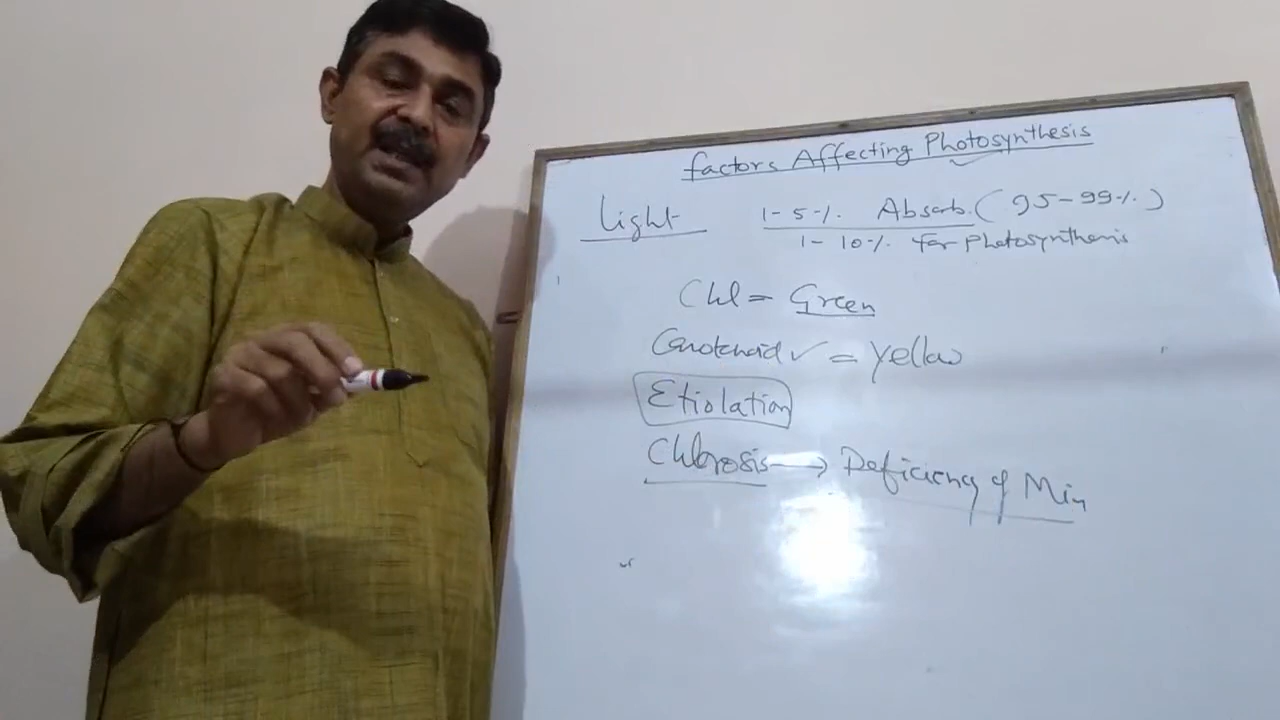 factors Affecting Photosynthesis
light 1-5-%. Absorb. (95-99%.)
1-10% for photosynthesis
Chl = Green
Carotenoid ✓ = yellow
Etiolation
Chlorosis → Deficiency of Min